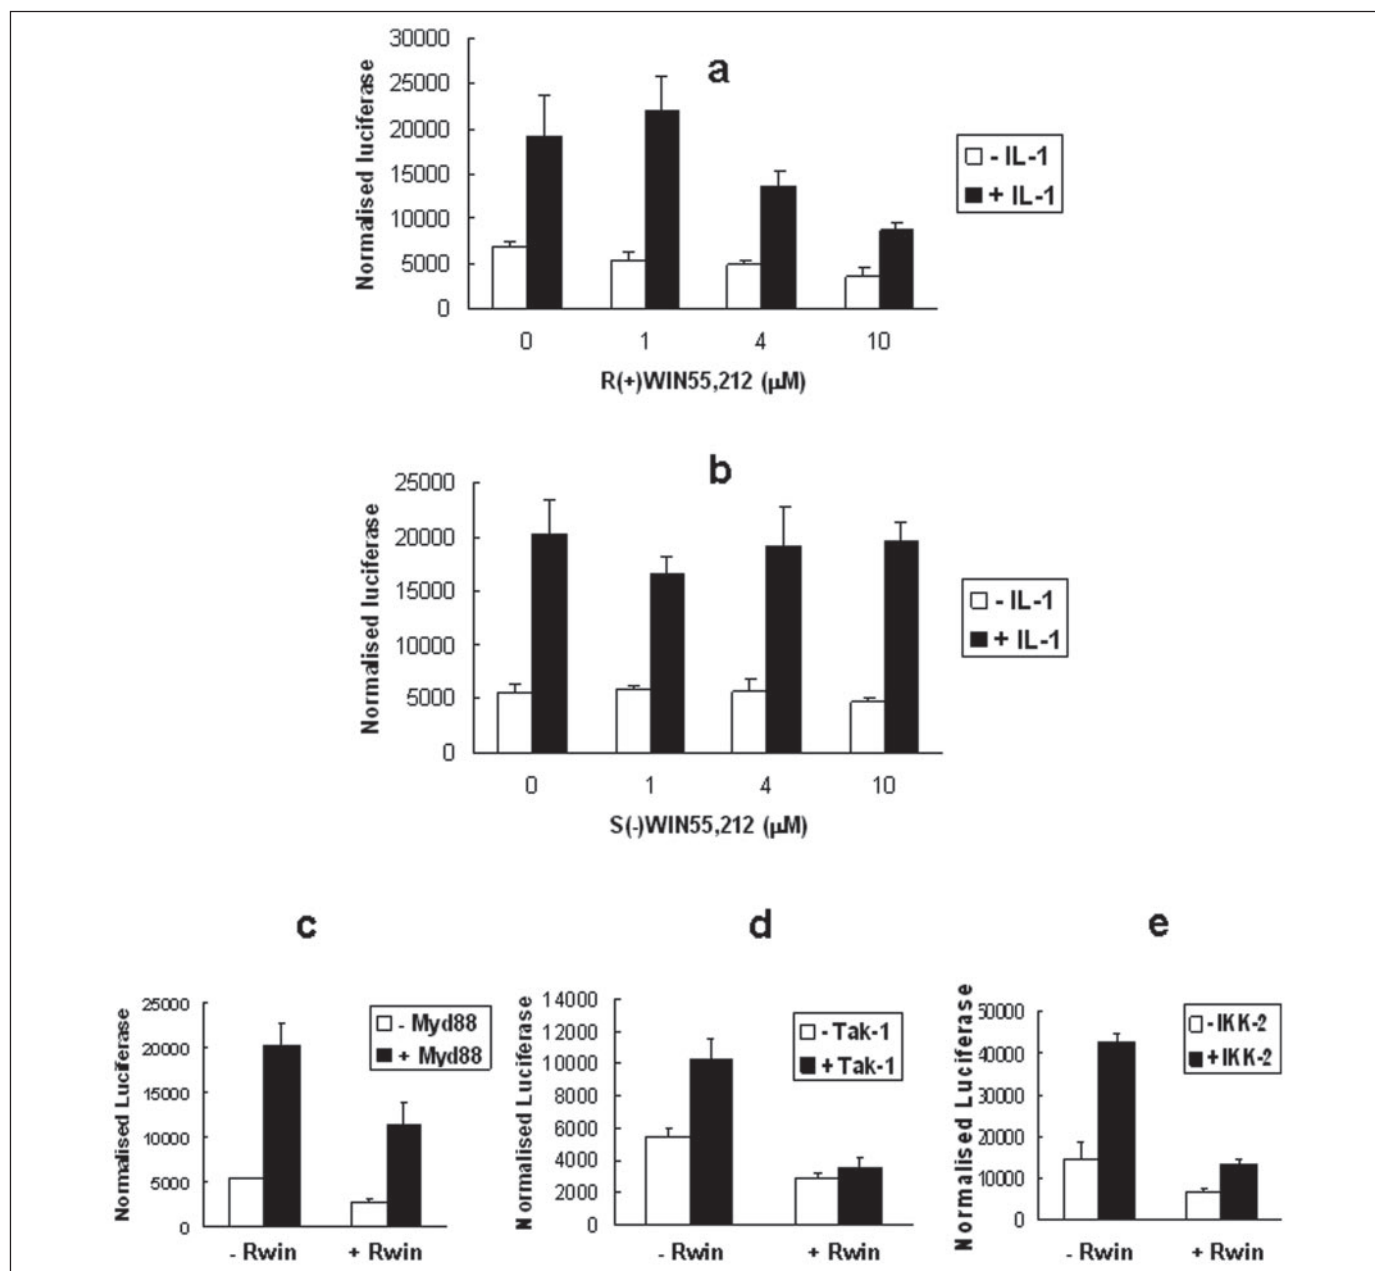 a
30000
25000
20000
15000
10000
5000
0
Normalised luciferase
0 1 4 10
R(+)WIN55,212 (µM)
- IL-1
+ IL-1
b
25000
20000
15000
10000
5000
0
Normalised luciferase
0 1 4 10
S(-)WIN55,212 (µM)
- IL-1
+ IL-1
c
25000
20000
15000
10000
5000
0
Normalised Luciferase
- Rwin + Rwin
- Myd88
+ Myd88
d
14000
12000
10000
8000
6000
4000
2000
0
Normalised Luciferase
- Rwin + Rwin
- Tak-1
+ Tak-1
e
50000
40000
30000
20000
10000
0
Normalised Luciferase
- Rwin + Rwin
- IKK-2
+ IKK-2